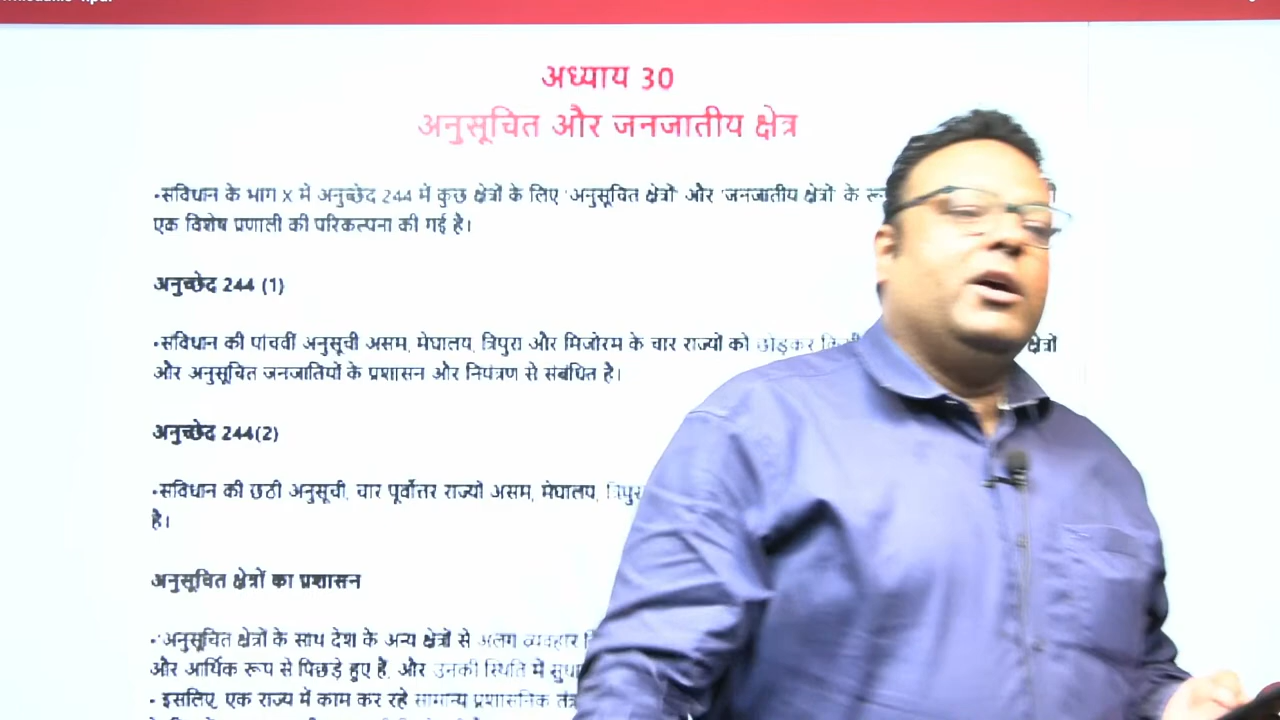 अध्याय 30
अनुसूचित और जनजातीय क्षेत्र
•संविधान के भाग X में अनुच्छेद 244 में कुछ क्षेत्रों के लिए 'अनुसूचित क्षेत्रों' और 'जनजातीय क्षेत्रों' के
एक विशेष प्रणाली की परिकल्पना की गई है।
अनुच्छेद 244 (1)
•संविधान की पांचवीं अनुसूची असम, मेघालय, त्रिपुरा और मिजोरम के चार राज्यों को छोड़कर क्षेत्रों
और अनुसूचित जनजातियों के प्रशासन और नियंत्रण से संबंधित है।
अनुच्छेद 244(2)
•संविधान की छठी अनुसूची, चार पूर्वोत्तर राज्यों असम, मेघालय,
है।
अनुसूचित क्षेत्रों का प्रशासन
•'अनुसूचित क्षेत्रों के साथ देश के अन्य क्षेत्रों से अलग व्यवहार
और आर्थिक रूप से पिछड़े हुए हैं, और उनकी स्थिति में
• इसलिए, एक राज्य में काम कर रहे सामान्य प्रशासनिक